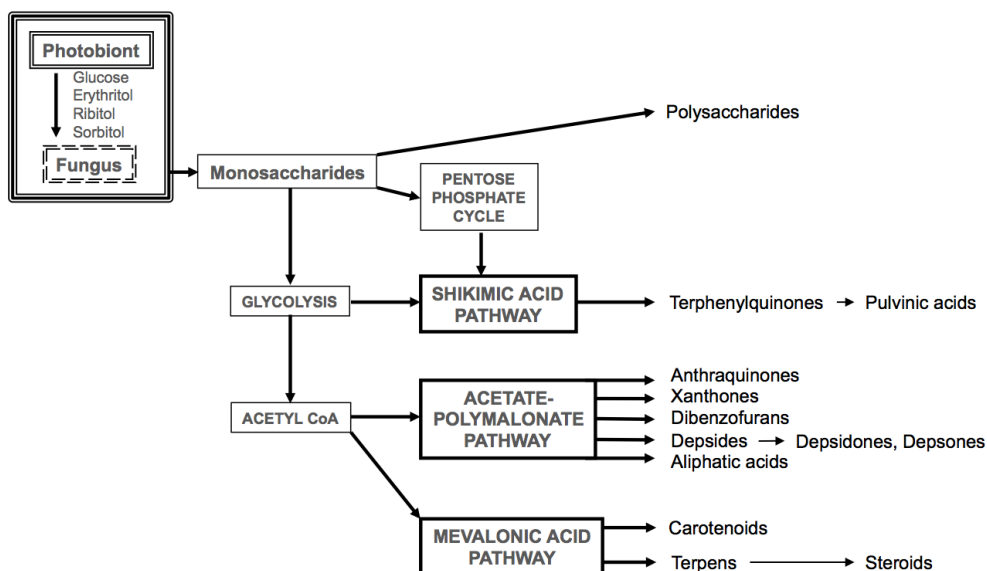 Photobiont
Glucose
Erythritol
Ribitol
Sorbitol
Fungus
Monosaccharides
Polysaccharides
PENTOSE
PHOSPHATE
CYCLE
GLYCOLYSIS
SHIKIMIC ACID
PATHWAY
Terphenylquinones
Pulvinic acids
ACETYL CoA
ACETATE-
POLYMALONATE
PATHWAY
Anthraquinones
Xanthones
Dibenzofurans
Depsides
Depsidones, Depsones
Aliphatic acids
MEVALONIC ACID
PATHWAY
Carotenoids
Terpens
Steroids